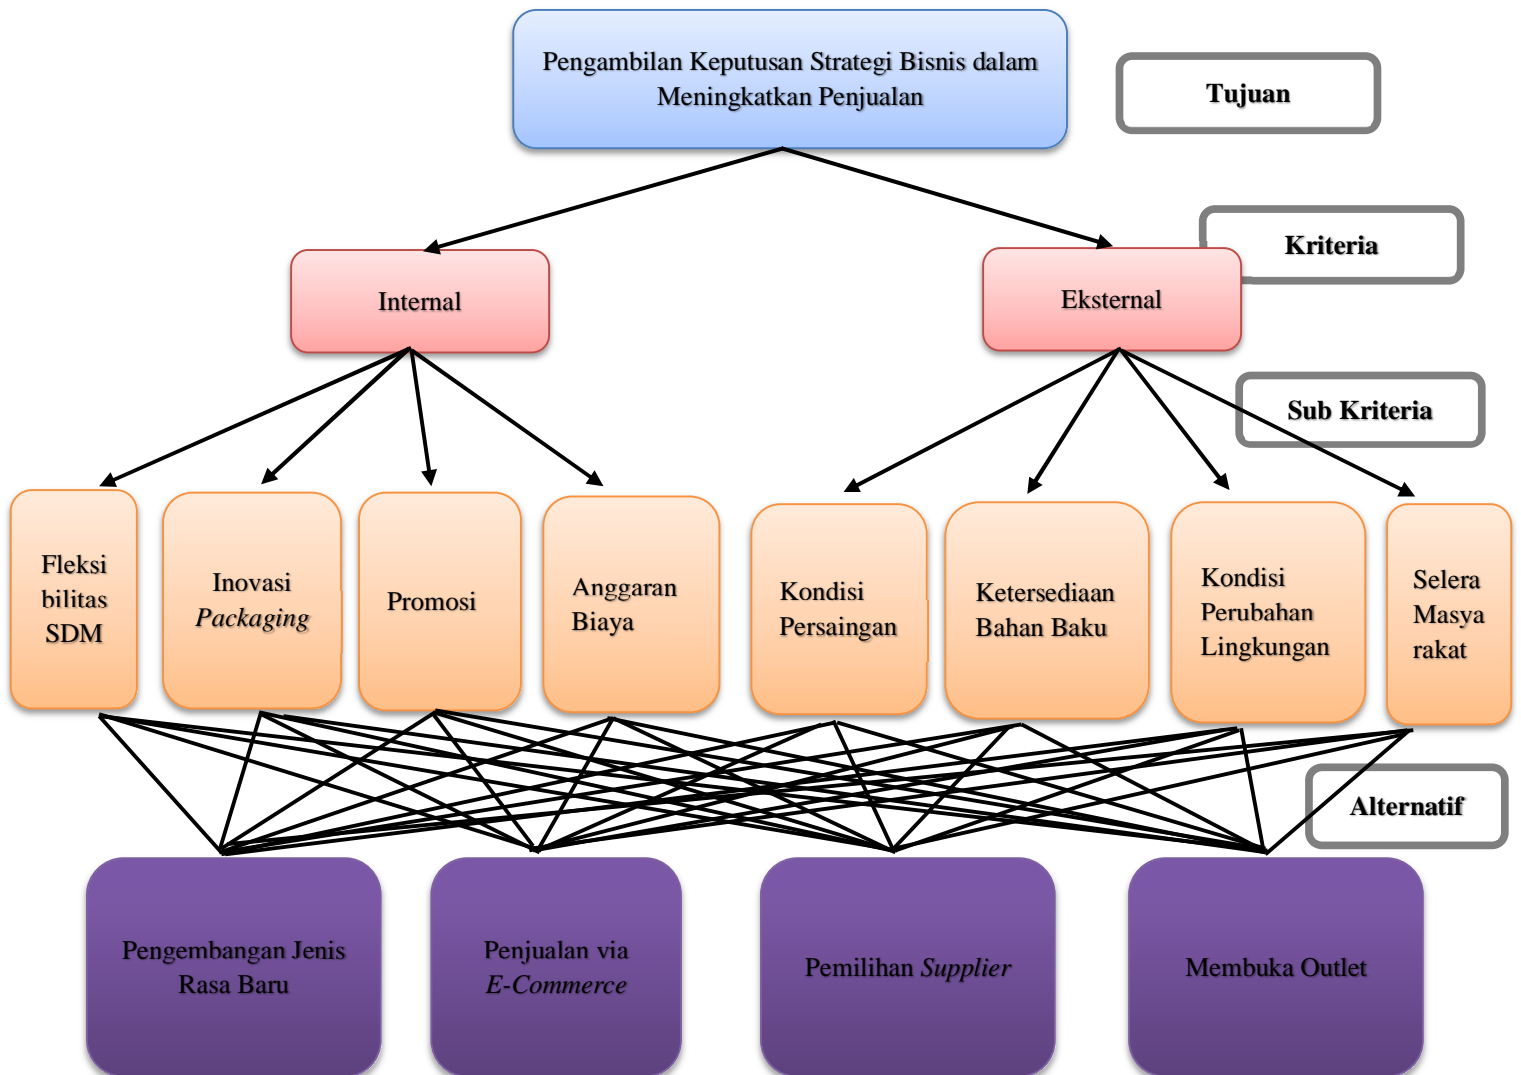 Pengambilan Keputusan Strategi Bisnis dalam
Meningkatkan Penjualan
Tujuan
Kriteria
Internal
Eksternal
Sub Kriteria
Fleksi
bilitas
SDM
Inovasi
Packaging
Promosi
Anggaran
Biaya
Kondisi
Persaingan
Ketersediaan
Bahan Baku
Kondisi
Perubahan
Lingkungan
Selera
Masya
rakat
Alternatif
Pengembangan Jenis
Rasa Baru
Penjualan via
E-Commerce
Pemilihan Supplier
Membuka Outlet